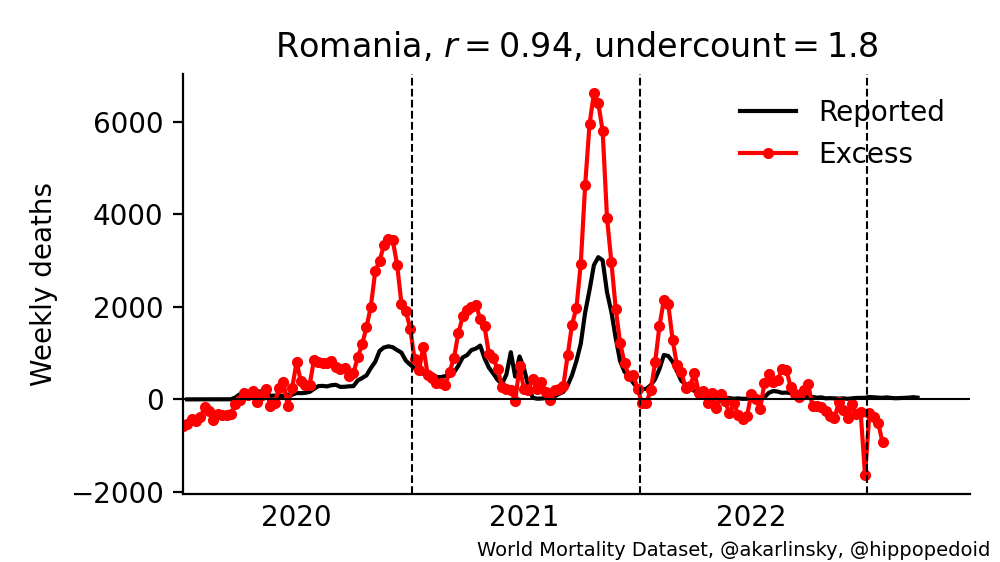 Romania, r = 0.94, undercount = 1.8
Reported
Excess
6000
4000
2000
0
−2000
Weekly deaths
2020 2021 2022
World Mortality Dataset, @akarlinsky, @hippopedoid